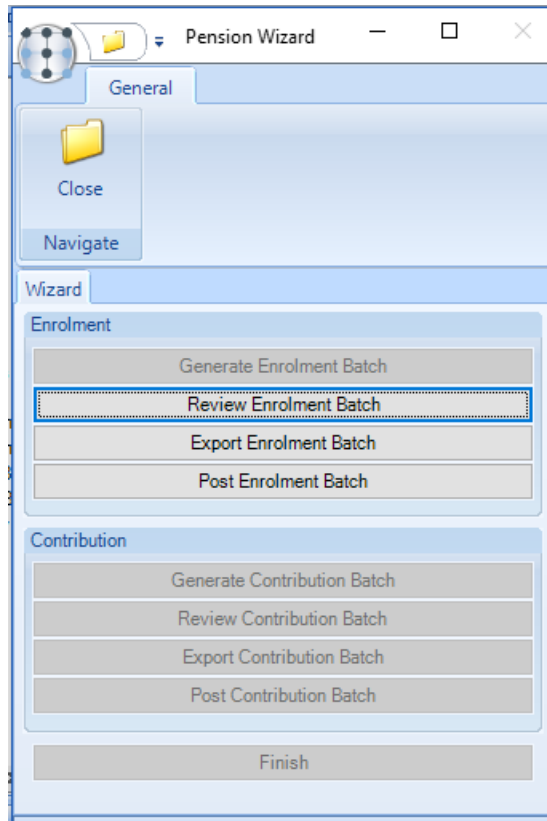 Pension Wizard
General
Close
Navigate
Wizard
Enrolment
Generate Enrolment Batch
Review Enrolment Batch
Export Enrolment Batch
Post Enrolment Batch
Contribution
Generate Contribution Batch
Review Contribution Batch
Export Contribution Batch
Post Contribution Batch
Finish